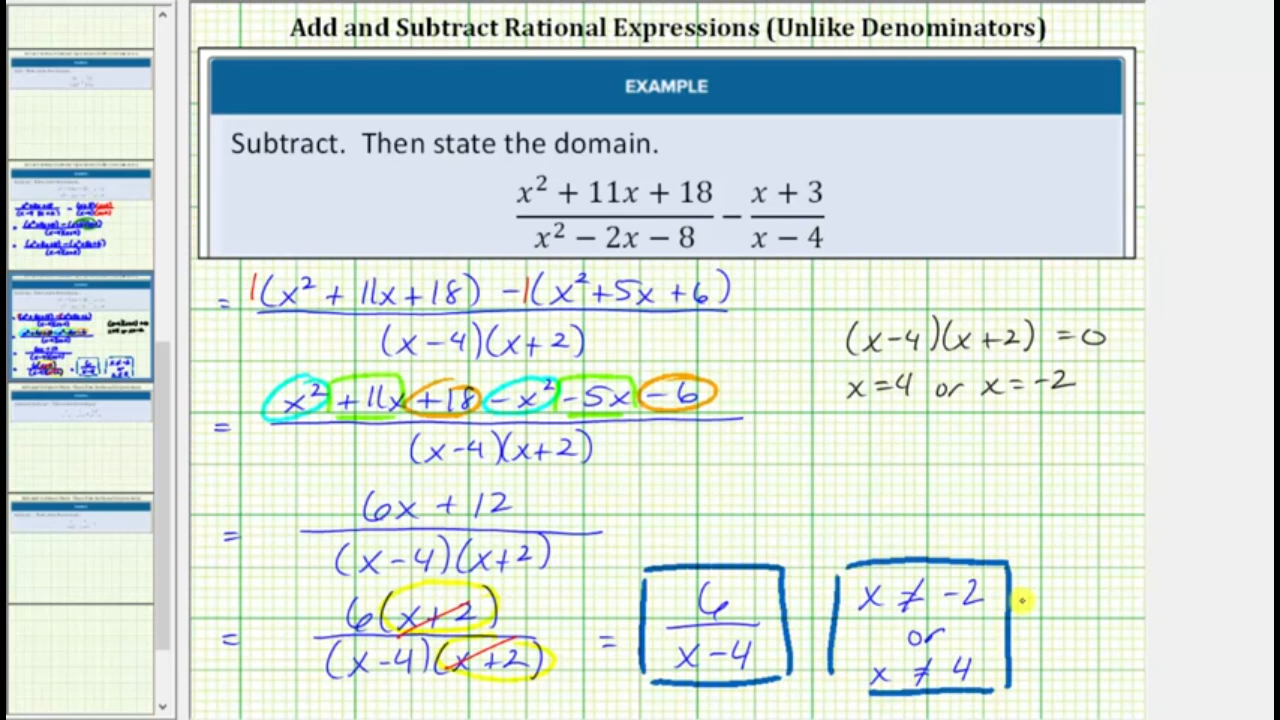 Add and Subtract Rational Expressions (Unlike Denominators)
EXAMPLE
Subtract.  Then state the domain.
x² + 11x + 18 / x² − 2x − 8 − x + 3 / x − 4
= 1(x² + 11x + 18) − 1(x² + 5x + 6) / (x − 4)(x + 2)
(x − 4)(x + 2) = 0
x = 4 or x = −2
= x² + 11x + 18 − x² − 5x − 6 / (x − 4)(x + 2)
= 6x + 12 / (x − 4)(x + 2)
= 6(x + 2) / (x − 4)(x + 2) = 6 / x − 4
x ≠ −2
or
x ≠ 4